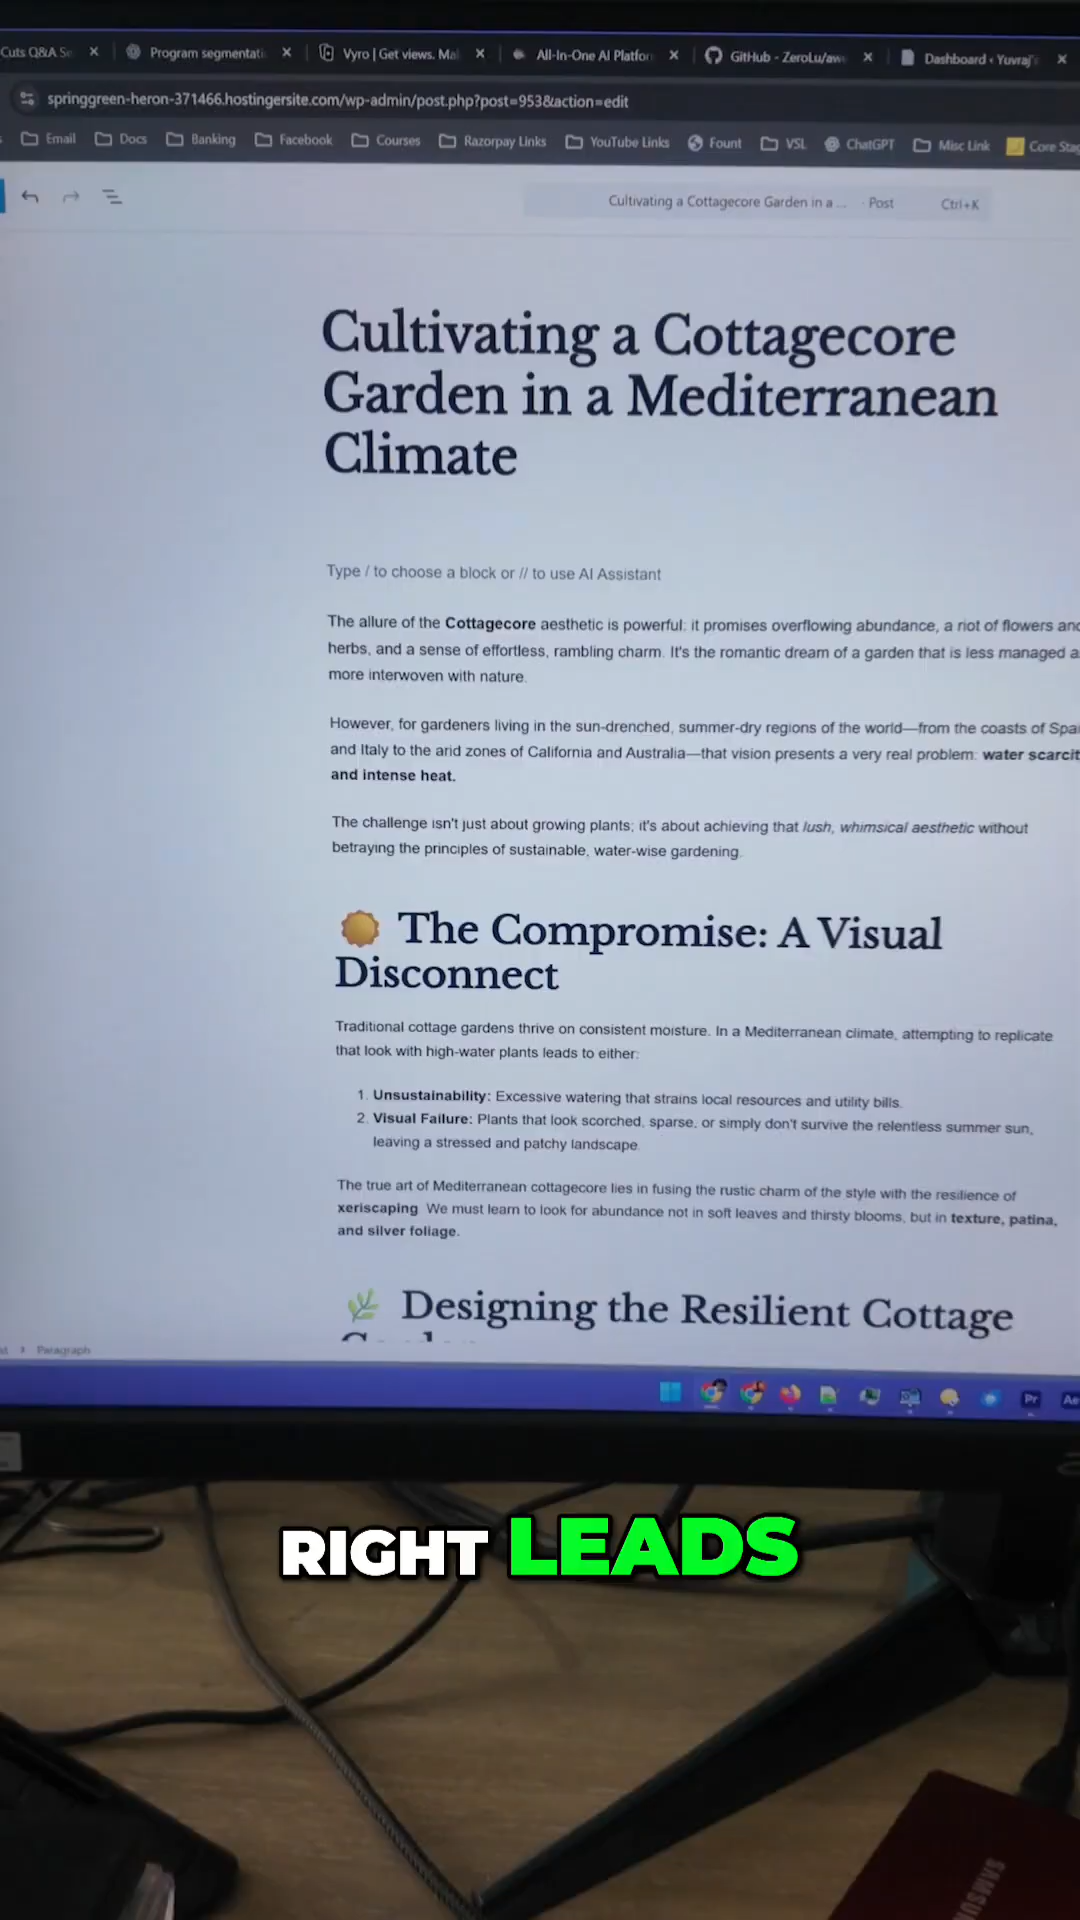 Cuts Q&A Se
Program segmentati
Vyro | Get views. Mal
All-In-One AI Platfor
GitHub - ZeroLu/aw
Dashboard ‹ Yuvraj's
springgreen-heron-371466.hostingersite.com/wp-admin/post.php?post=953&action=edit
Email
Docs
Banking
Facebook
Courses
Razorpay Links
YouTube Links
Fount
VSL
ChatGPT
Misc Link
Core Stag
Cultivating a Cottagecore Garden in a ... · Post Ctrl+K
Cultivating a Cottagecore
Garden in a Mediterranean
Climate
Type / to choose a block or // to use AI Assistant
The allure of the Cottagecore aesthetic is powerful: it promises overflowing abundance, a riot of flowers and
herbs, and a sense of effortless, rambling charm. It's the romantic dream of a garden that is less managed a
more interwoven with nature.
However, for gardeners living in the sun-drenched, summer-dry regions of the world—from the coasts of Spai
and Italy to the arid zones of California and Australia—that vision presents a very real problem: water scarcit
and intense heat.
The challenge isn't just about growing plants; it's about achieving that lush, whimsical aesthetic without
betraying the principles of sustainable, water-wise gardening.
The Compromise: A Visual
Disconnect
Traditional cottage gardens thrive on consistent moisture. In a Mediterranean climate, attempting to replicate
that look with high-water plants leads to either:
1. Unsustainability: Excessive watering that strains local resources and utility bills.
2. Visual Failure: Plants that look scorched, sparse, or simply don't survive the relentless summer sun,
leaving a stressed and patchy landscape.
The true art of Mediterranean cottagecore lies in fusing the rustic charm of the style with the resilience of
xeriscaping. We must learn to look for abundance not in soft leaves and thirsty blooms, but in texture, patina,
and silver foliage.
Designing the Resilient Cottage
Paragraph
Pr
Ae
RIGHT LEADS
SAMSUNG